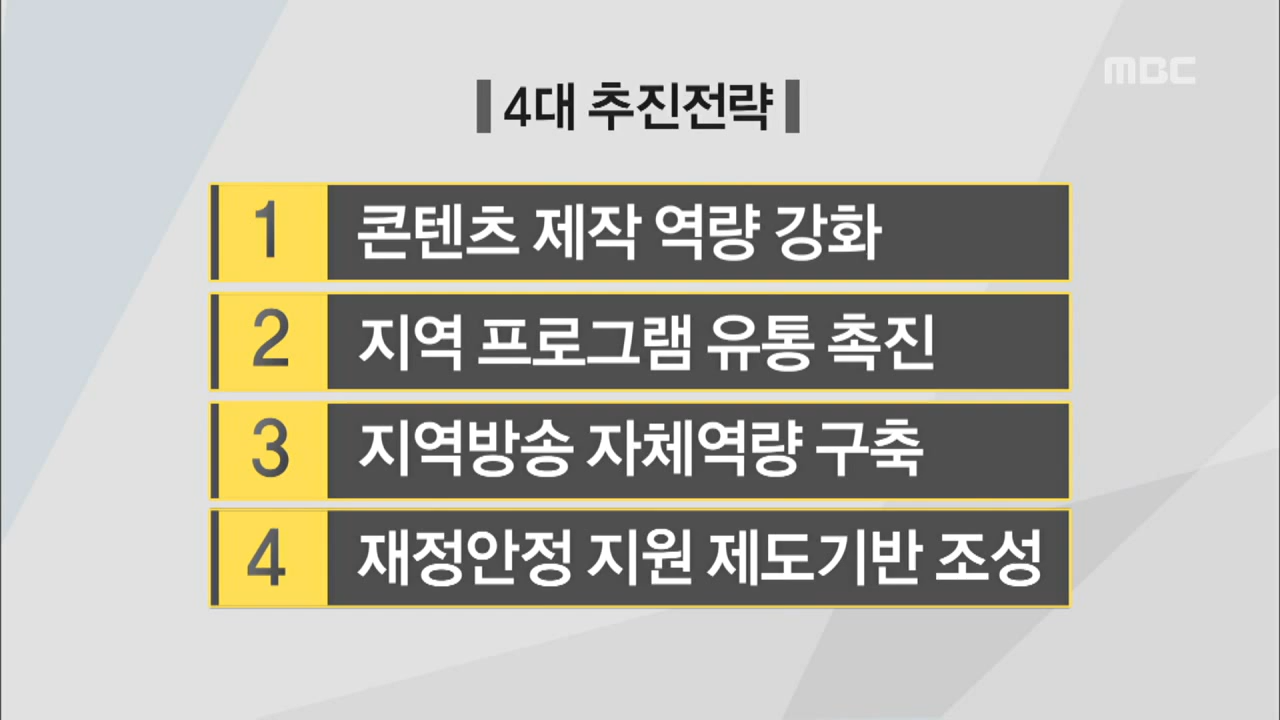 MBC
4대 추진전략
1 콘텐츠 제작 역량 강화
2 지역 프로그램 유통 촉진
3 지역방송 자체역량 구축
4 재정안정 지원 제도기반 조성